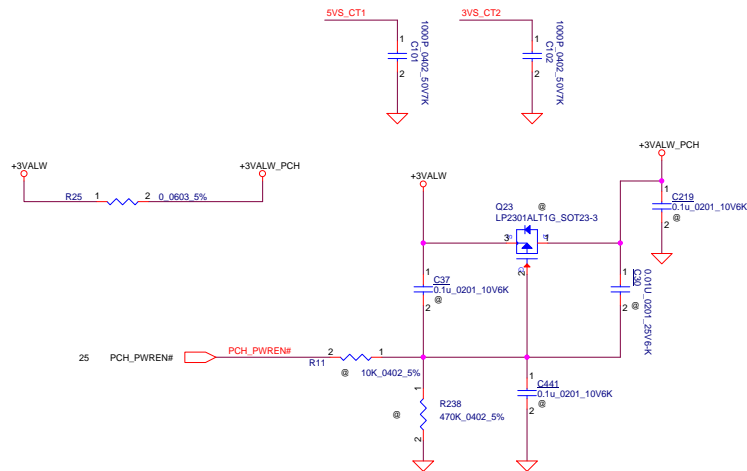 5VS_CT1
3VS_CT2
1
C101
1000P_0402_50V7K
2
1
C102
1000P_0402_50V7K
2
+3VALW
+3VALW_PCH
R25 1 2 0_0603_5%
+3VALW
+3VALW_PCH
Q23 @
LP2301ALT1G_SOT23-3
3 1
2
1
C219
0.1u_0201_10V6K
@
2
1
C37
0.1u_0201_10V6K
@
2
1
C30
0.01U_0201_25V6-K
2
25 PCH_PWREN#
PCH_PWREN#
R11 2 1
@ 10K_0402_5%
1
R238
@
470K_0402_5%
2
1
C441
0.1u_0201_10V6K
@
2